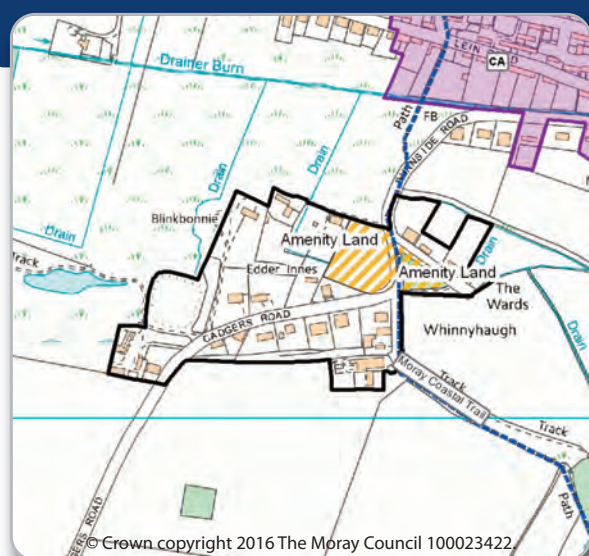 LEIN
CA
Drainer Burn
Path
FB
BURNSIDE ROAD
Drain
Drain
Blinkbonnie
Drain
Amenity Land
Drain
Track
Edder Innes
Amenity Land
The
Wards
CADGERS ROAD
Whinnyhaugh
Drain
Track
Moray Coastal Trail
Track
Path
GERS ROAD
© Crown copyright 2016 The Moray Council 100023422